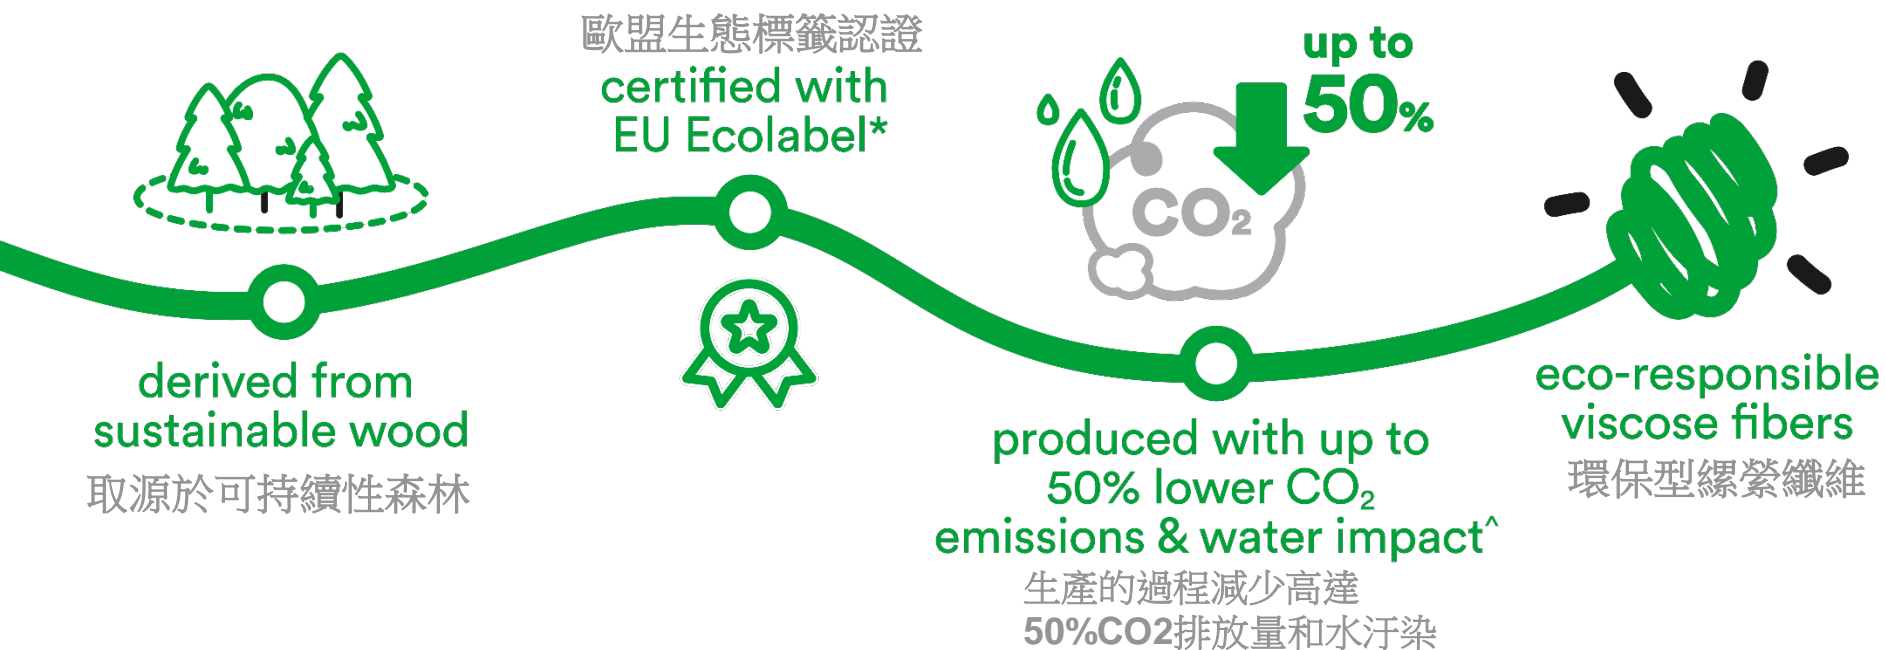 derived from
sustainable wood
取源於可持續性森林
歐盟生態標籤認證
certified with
EU Ecolabel*
up to
50%
CO₂
produced with up to
50% lower CO₂
emissions & water impact^
生產的過程減少高達
50%CO2排放量和水汙染
eco-responsible
viscose fibers
環保型縲縈纖維